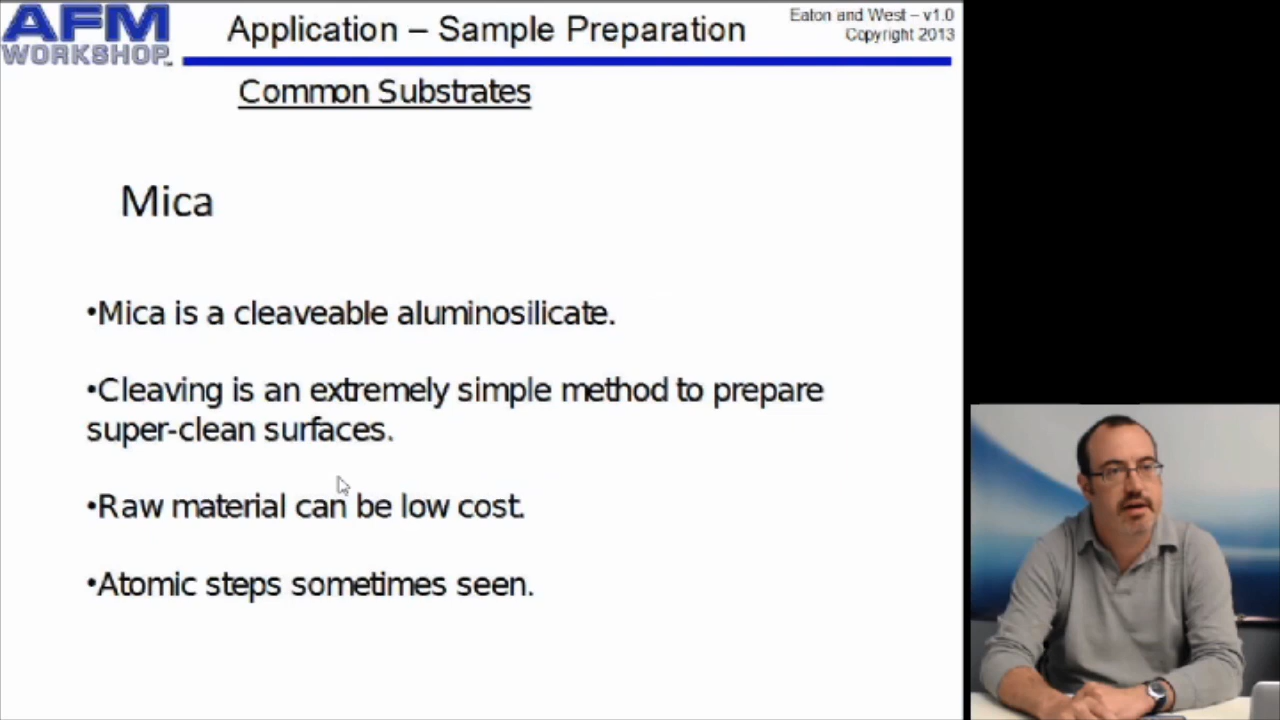 AFM
WORKSHOP
Application – Sample Preparation
Eaton and West – v1.0
Copyright 2013
Common Substrates
Mica
•Mica is a cleaveable aluminosilicate.
•Cleaving is an extremely simple method to prepare
super-clean surfaces.
•Raw material can be low cost.
•Atomic steps sometimes seen.